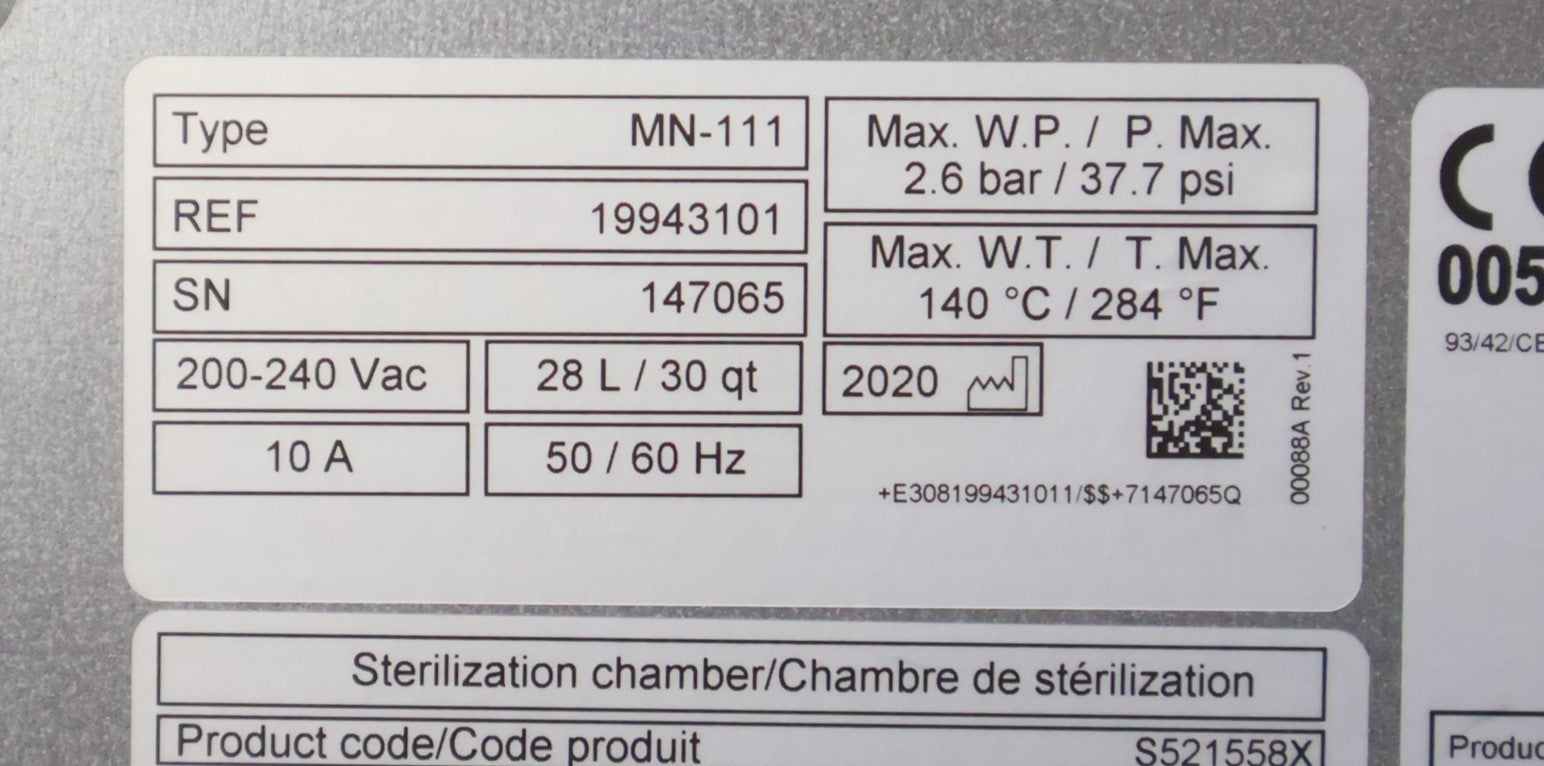 Type MN-111
REF 19943101
SN 147065
200-240 Vac 28 L / 30 qt
10 A 50 / 60 Hz
Max. W.P. / P. Max.
2.6 bar / 37.7 psi
Max. W.T. / T. Max.
140 °C / 284 °F
2020
+E308199431011/$$+7147065Q
00088A Rev.1
Sterilization chamber/Chambre de stérilization
Product code/Code produit S521558X
005
93/42/CE
Produc